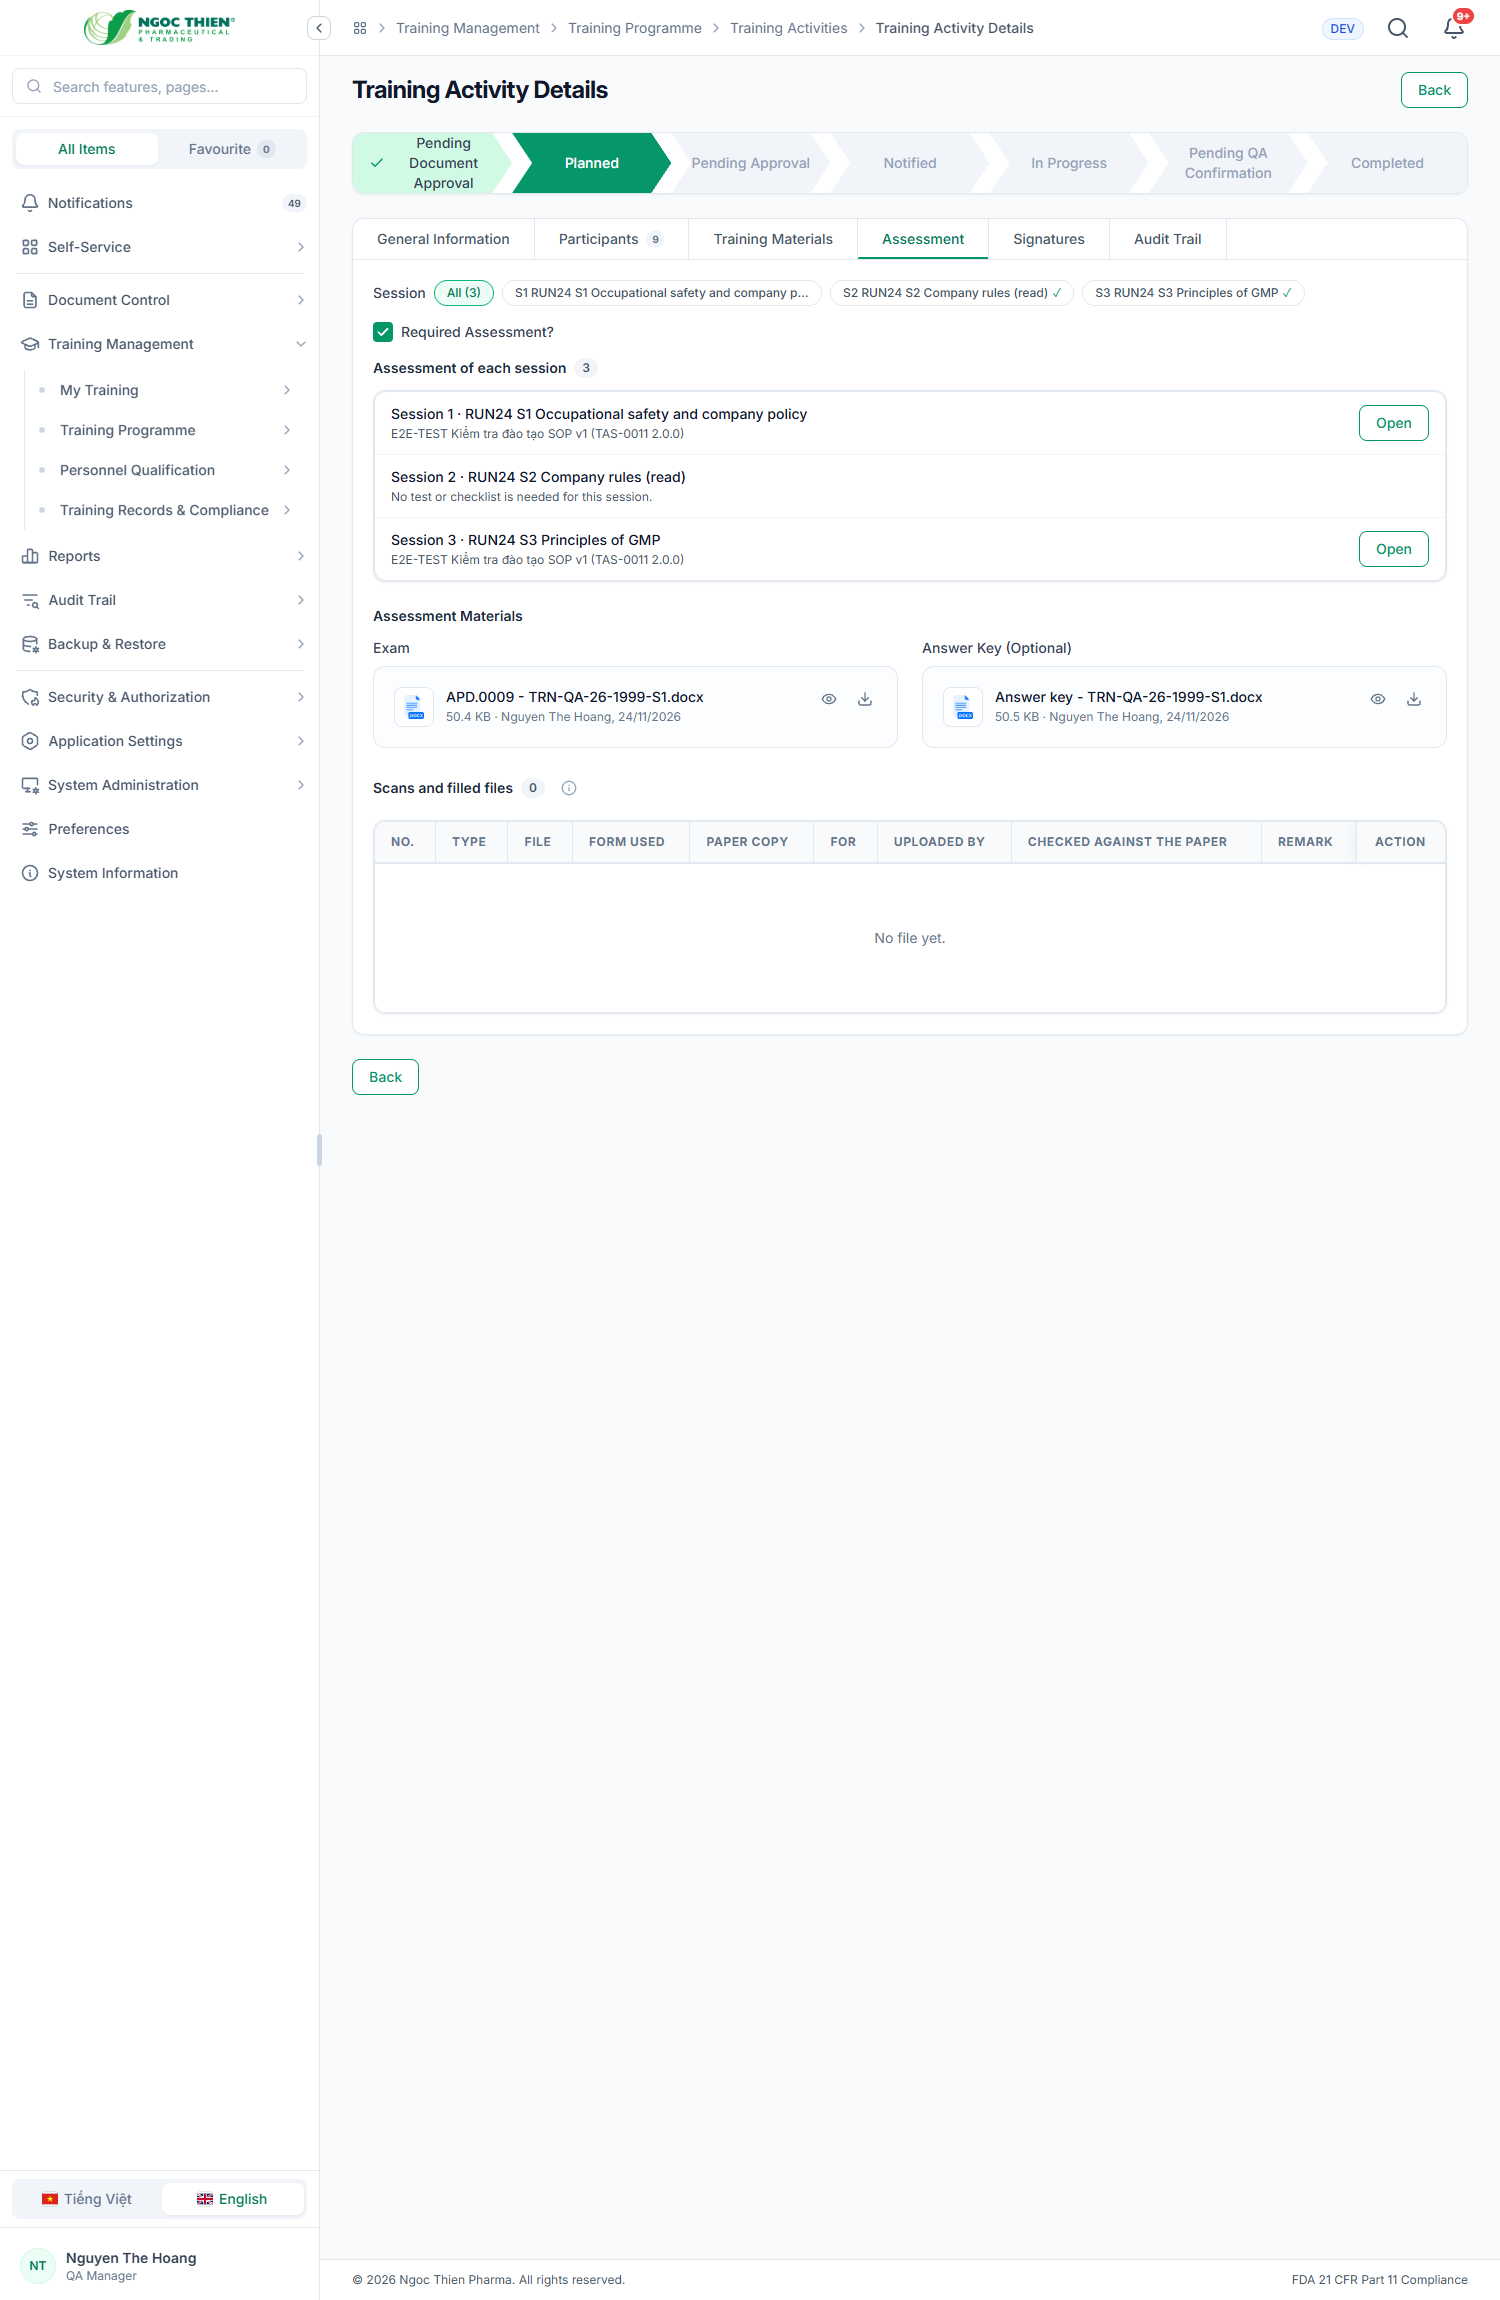 NGOC THIEN®
PHARMACEUTICAL
& TRADING
Training Management > Training Programme > Training Activities > Training Activity Details
DEV
9+
Search features, pages...
All Items
Favourite 0
Notifications 49
Self-Service
Document Control
Training Management
My Training
Training Programme
Personnel Qualification
Training Records & Compliance
Reports
Audit Trail
Backup & Restore
Security & Authorization
Application Settings
System Administration
Preferences
System Information
Tiếng Việt
English
NT
Nguyen The Hoang
QA Manager
Training Activity Details
Back
Pending
Document
Approval
Planned
Pending Approval
Notified
In Progress
Pending QA
Confirmation
Completed
General Information
Participants 9
Training Materials
Assessment
Signatures
Audit Trail
Session
All (3)
S1 RUN24 S1 Occupational safety and company p...
S2 RUN24 S2 Company rules (read) ✓
S3 RUN24 S3 Principles of GMP ✓
Required Assessment?
Assessment of each session 3
Session 1 · RUN24 S1 Occupational safety and company policy
E2E-TEST Kiểm tra đào tạo SOP v1 (TAS-0011 2.0.0)
Open
Session 2 · RUN24 S2 Company rules (read)
No test or checklist is needed for this session.
Session 3 · RUN24 S3 Principles of GMP
E2E-TEST Kiểm tra đào tạo SOP v1 (TAS-0011 2.0.0)
Open
Assessment Materials
Exam
DOCX
APD.0009 - TRN-QA-26-1999-S1.docx
50.4 KB · Nguyen The Hoang, 24/11/2026
Answer Key (Optional)
DOCX
Answer key - TRN-QA-26-1999-S1.docx
50.5 KB · Nguyen The Hoang, 24/11/2026
Scans and filled files 0
NO.
TYPE
FILE
FORM USED
PAPER COPY
FOR
UPLOADED BY
CHECKED AGAINST THE PAPER
REMARK
ACTION
No file yet.
Back
© 2026 Ngoc Thien Pharma. All rights reserved.
FDA 21 CFR Part 11 Compliance